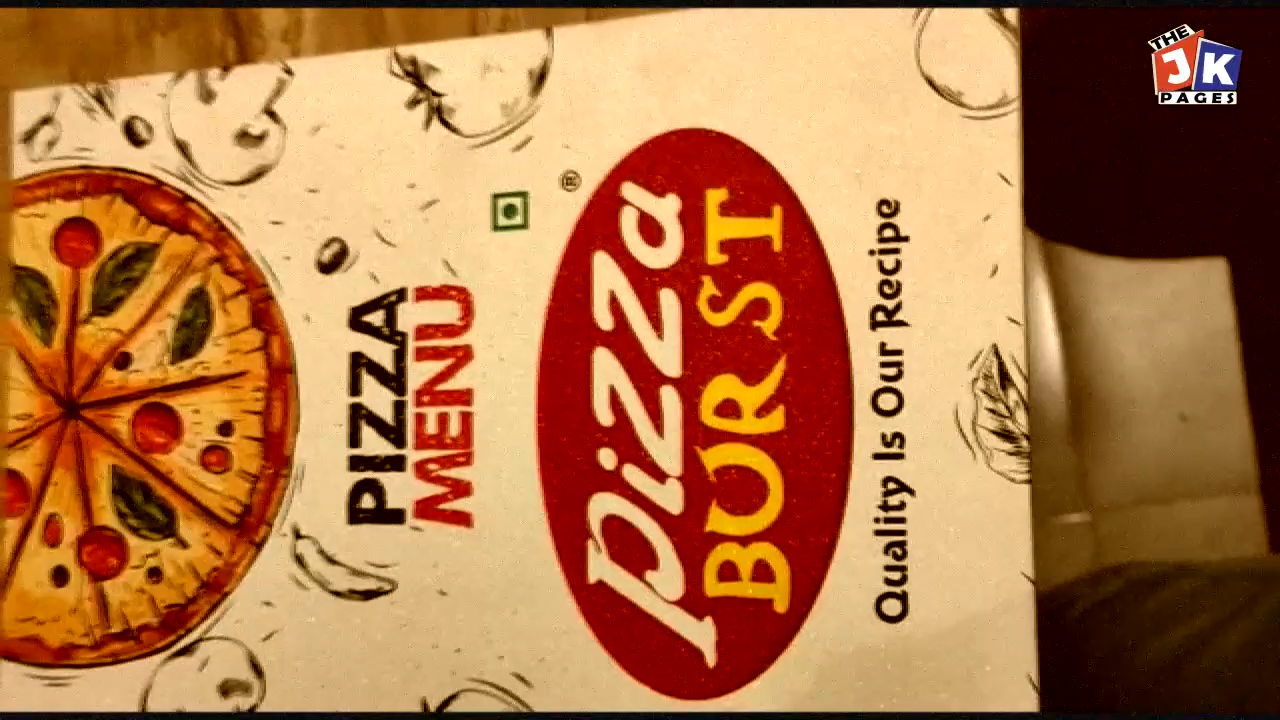 THE
JK
PAGES
PIZZA
MENU
®
Pizza
BURST
Quality Is Our Recipe